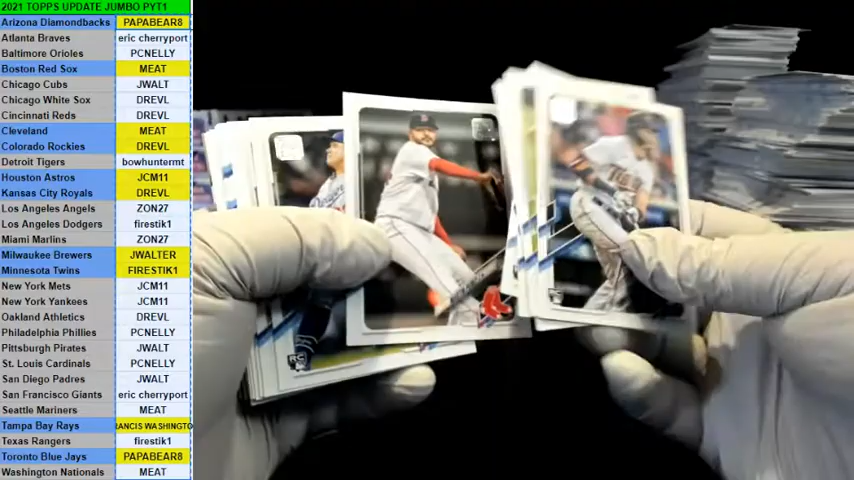 2021 TOPPS UPDATE JUMBO PYT1
Arizona Diamondbacks PAPABEAR8
Atlanta Braves eric cherryport
Baltimore Orioles PCNELLY
Boston Red Sox MEAT
Chicago Cubs JWALT
Chicago White Sox DREVL
Cincinnati Reds DREVL
Cleveland MEAT
Colorado Rockies DREVL
Detroit Tigers bowhuntermt
Houston Astros JCM11
Kansas City Royals DREVL
Los Angeles Angels ZON27
Los Angeles Dodgers firestik1
Miami Marlins ZON27
Milwaukee Brewers JWALTER
Minnesota Twins FIRESTIK1
New York Mets JCM11
New York Yankees JCM11
Oakland Athletics DREVL
Philadelphia Phillies PCNELLY
Pittsburgh Pirates JWALT
St. Louis Cardinals PCNELLY
San Diego Padres JWALT
San Francisco Giants eric cherryport
Seattle Mariners MEAT
Tampa Bay Rays RANCIS WASHINGTO
Texas Rangers firestik1
Toronto Blue Jays PAPABEAR8
Washington Nationals MEAT
RC